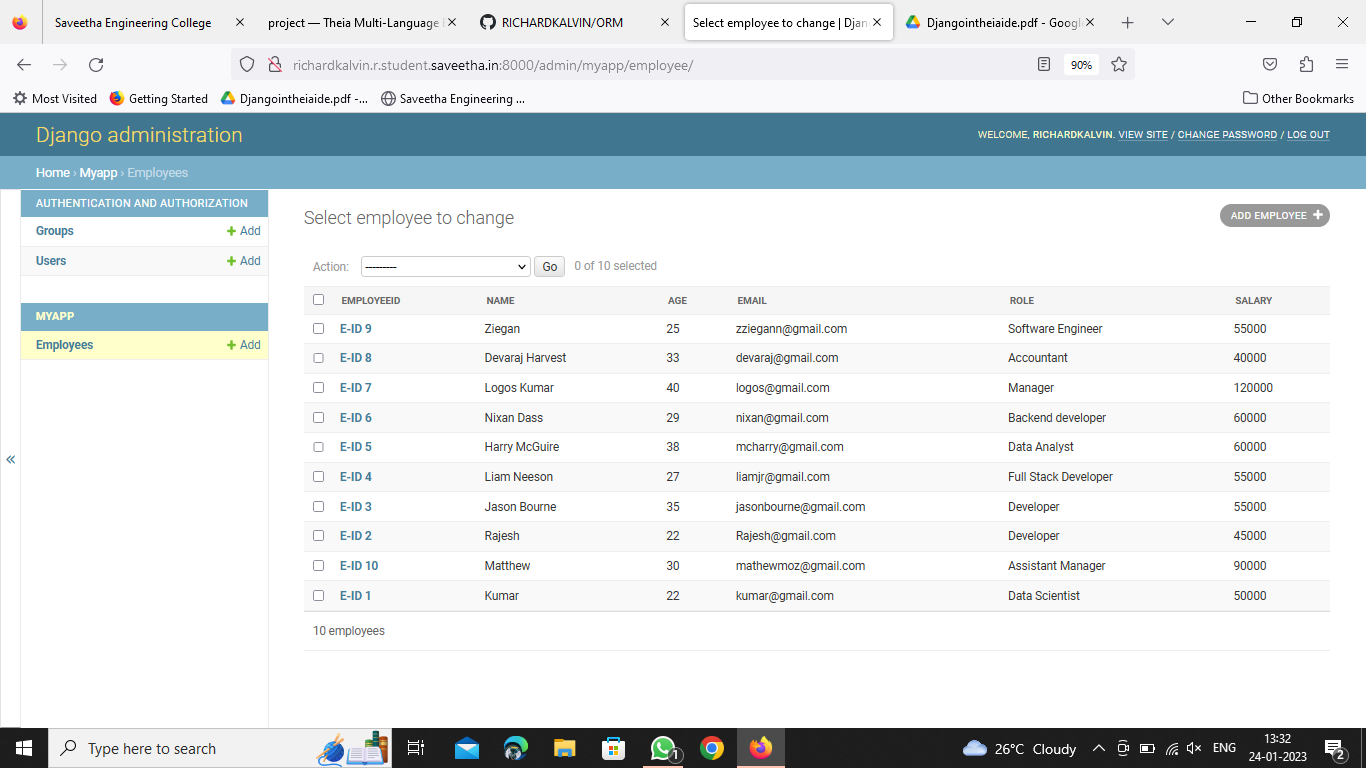 Saveetha Engineering College
project — Theia Multi-Language
RICHARDKALVIN/ORM
Select employee to change | Djan
Djangointheiaide.pdf - Googl
richardkalvin.r.student.saveetha.in:8000/admin/myapp/employee/
90%
Most Visited
Getting Started
Djangointheiaide.pdf -...
Saveetha Engineering ...
Other Bookmarks
Django administration
WELCOME, RICHARDKALVIN. VIEW SITE / CHANGE PASSWORD / LOG OUT
Home › Myapp › Employees
AUTHENTICATION AND AUTHORIZATION
Groups + Add
Users + Add
MYAPP
Employees + Add
«
Select employee to change
ADD EMPLOYEE +
Action: --------- Go 0 of 10 selected
EMPLOYEEID NAME AGE EMAIL ROLE SALARY
E-ID 9 Ziegan 25 zziegann@gmail.com Software Engineer 55000
E-ID 8 Devaraj Harvest 33 devaraj@gmail.com Accountant 40000
E-ID 7 Logos Kumar 40 logos@gmail.com Manager 120000
E-ID 6 Nixan Dass 29 nixan@gmail.com Backend developer 60000
E-ID 5 Harry McGuire 38 mcharry@gmail.com Data Analyst 60000
E-ID 4 Liam Neeson 27 liamjr@gmail.com Full Stack Developer 55000
E-ID 3 Jason Bourne 35 jasonbourne@gmail.com Developer 55000
E-ID 2 Rajesh 22 Rajesh@gmail.com Developer 45000
E-ID 10 Matthew 30 mathewmoz@gmail.com Assistant Manager 90000
E-ID 1 Kumar 22 kumar@gmail.com Data Scientist 50000
10 employees
Type here to search
1
26°C Cloudy
ENG
13:32
24-01-2023
2